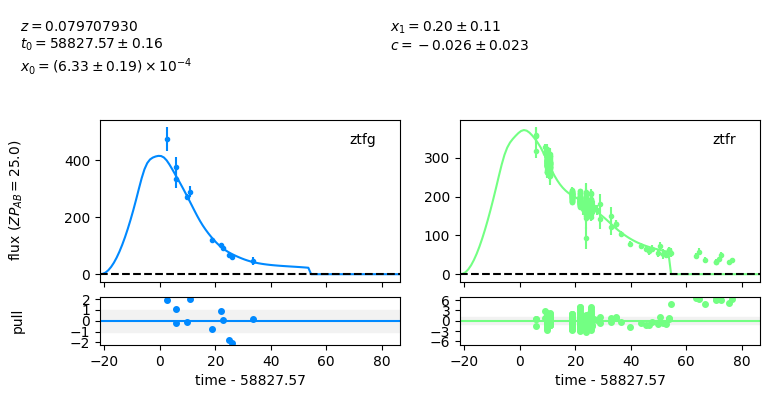 z = 0.079707930
t₀ = 58827.57 ± 0.16
x₀ = (6.33 ± 0.19) × 10⁻⁴
x₁ = 0.20 ± 0.11
c = −0.026 ± 0.023
flux (ZP_AB = 25.0)
ztfg
400
200
0
ztfr
300
200
100
0
pull
2
1
0
−1
−2
6
3
0
−3
−6
−20 0 20 40 60 80
−20 0 20 40 60 80
time - 58827.57
time - 58827.57